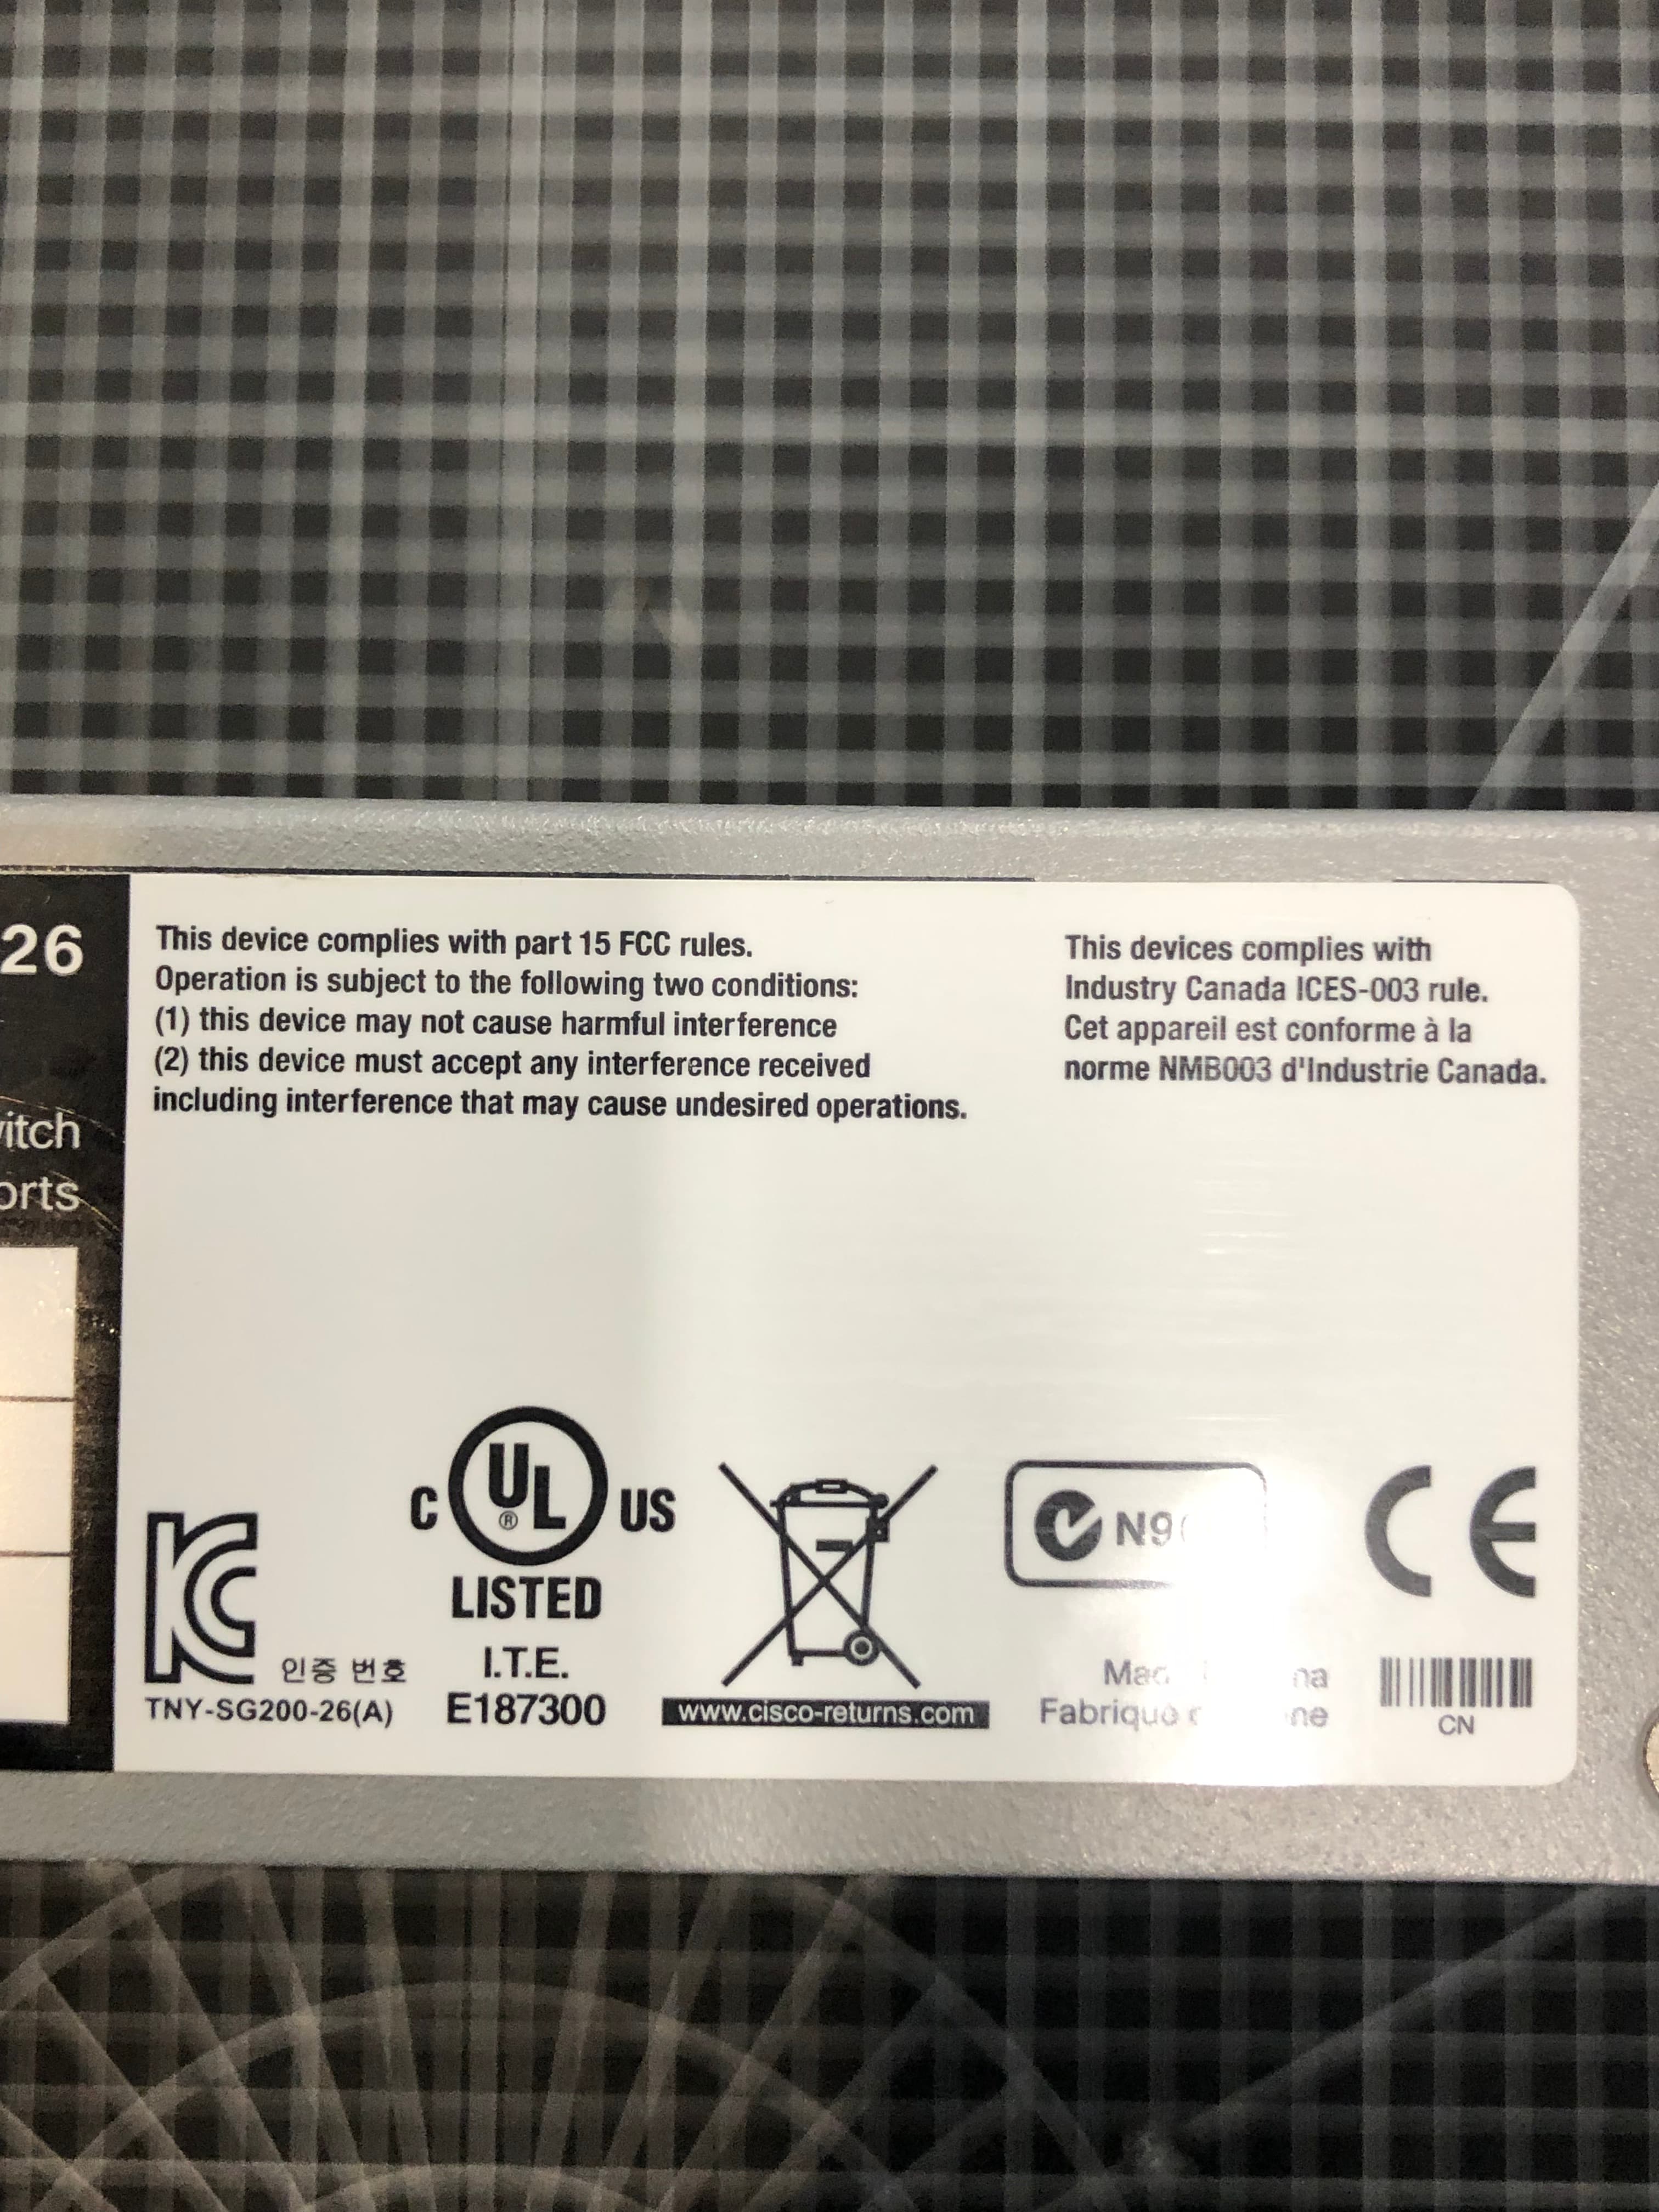 26
This device complies with part 15 FCC rules.
Operation is subject to the following two conditions:
(1) this device may not cause harmful interference
(2) this device must accept any interference received
including interference that may cause undesired operations.
This devices complies with
Industry Canada ICES-003 rule.
Cet appareil est conforme à la
norme NMB003 d'Industrie Canada.
C UL ® US
LISTED
I.T.E.
E187300
KC 인증 번호
TNY-SG200-26(A)
www.cisco-returns.com
CE
CN